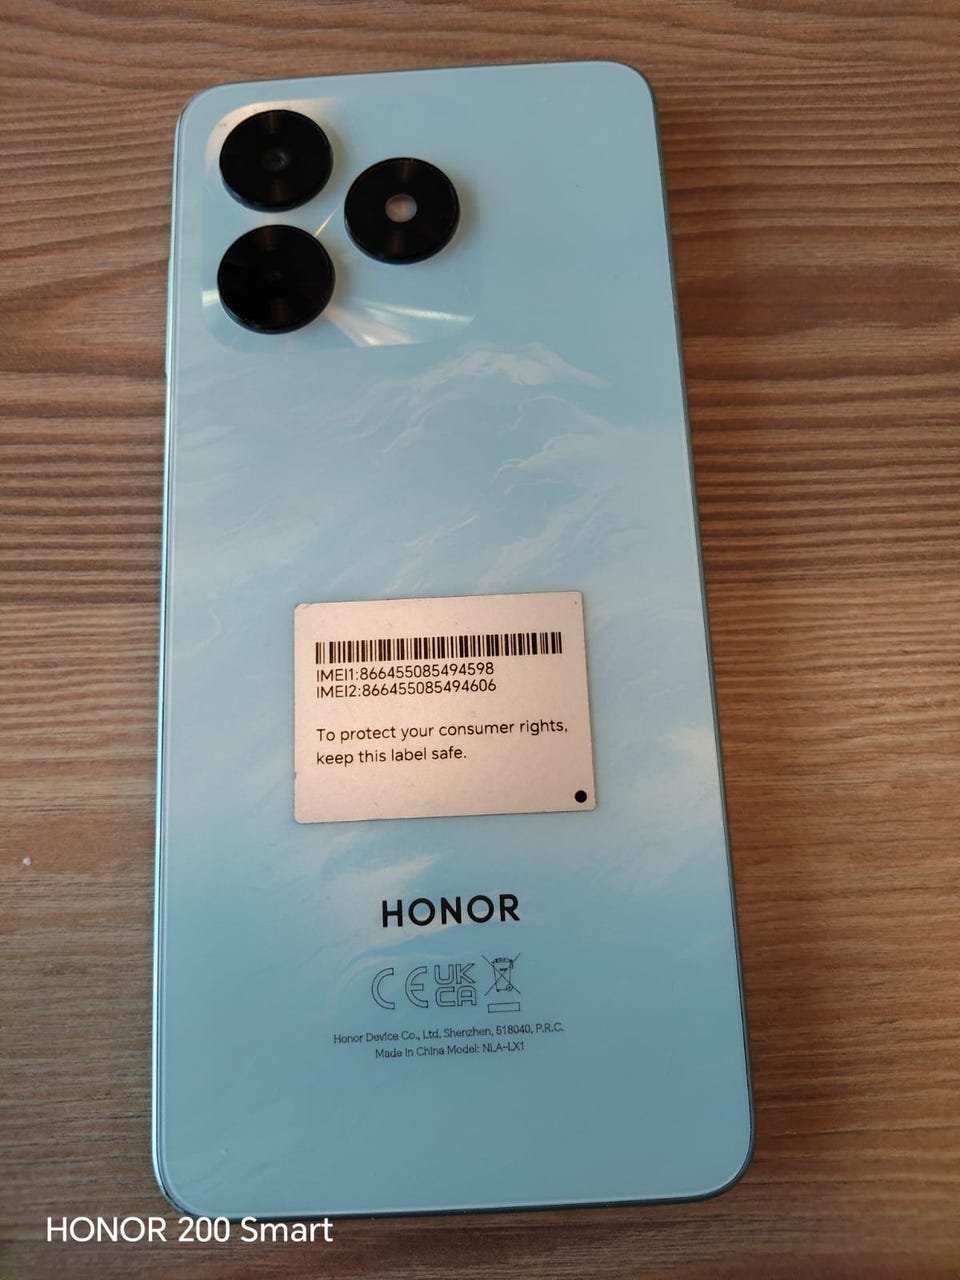 IMEI1:866455085494598
IMEI2:866455085494606
To protect your consumer rights,
keep this label safe.
HONOR
CE UK
CA
Honor Device Co., Ltd. Shenzhen, 518040, P.R.C.
Made in China Model: NLA-LX1
HONOR 200 Smart